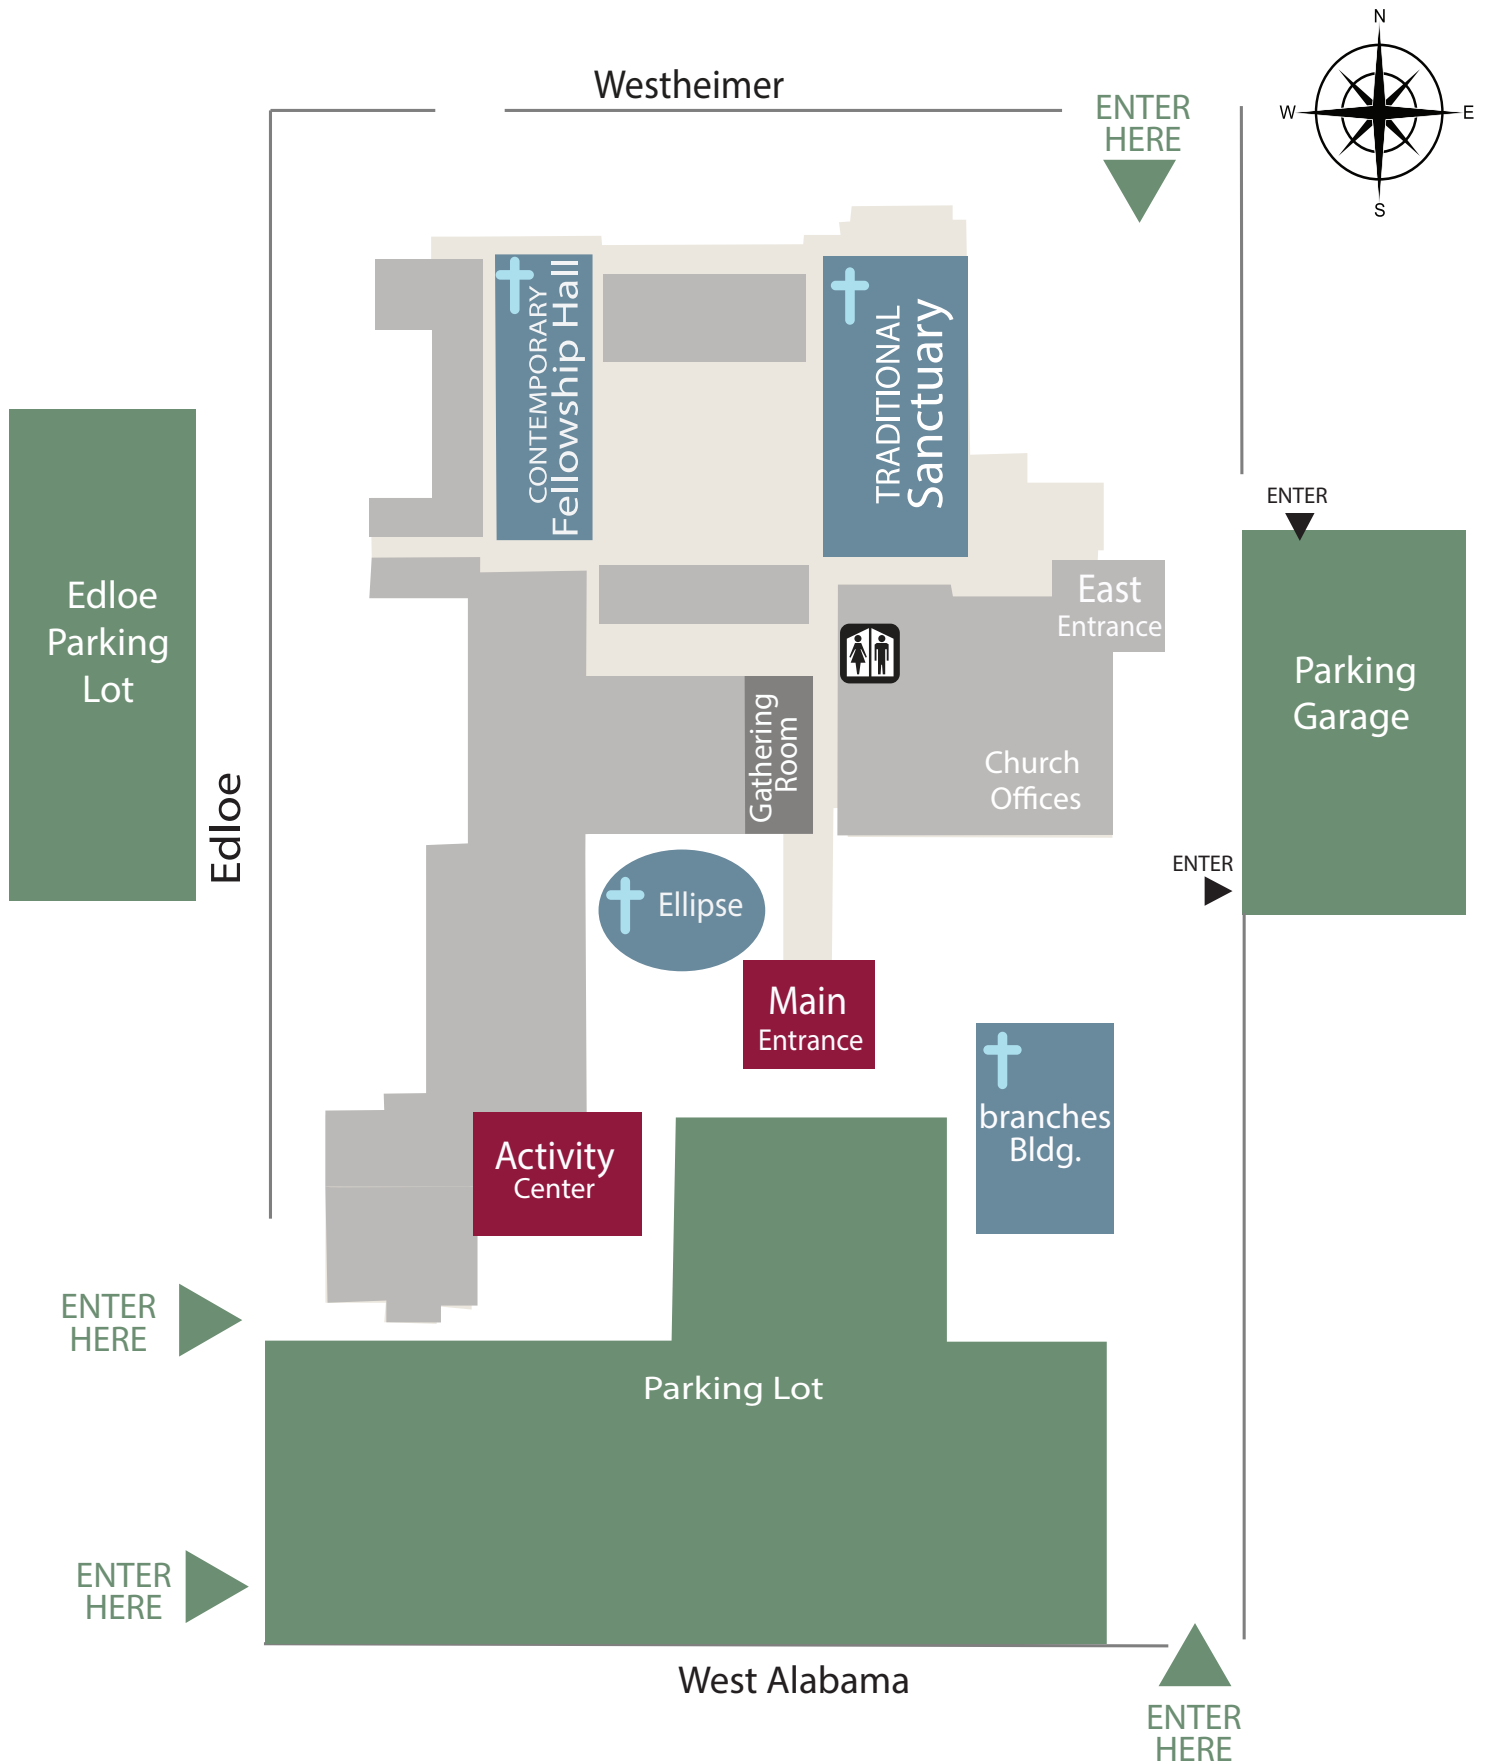 N
W
E
S
Westheimer
ENTER
HERE
CONTEMPORARY
Fellowship Hall
TRADITIONAL
Sanctuary
ENTER
Edloe
Parking
Lot
East
Entrance
Parking
Garage
Gathering
Room
Church
Offices
Edloe
ENTER
Ellipse
Main
Entrance
branches
Bldg.
Activity
Center
ENTER
HERE
Parking Lot
ENTER
HERE
West Alabama
ENTER
HERE